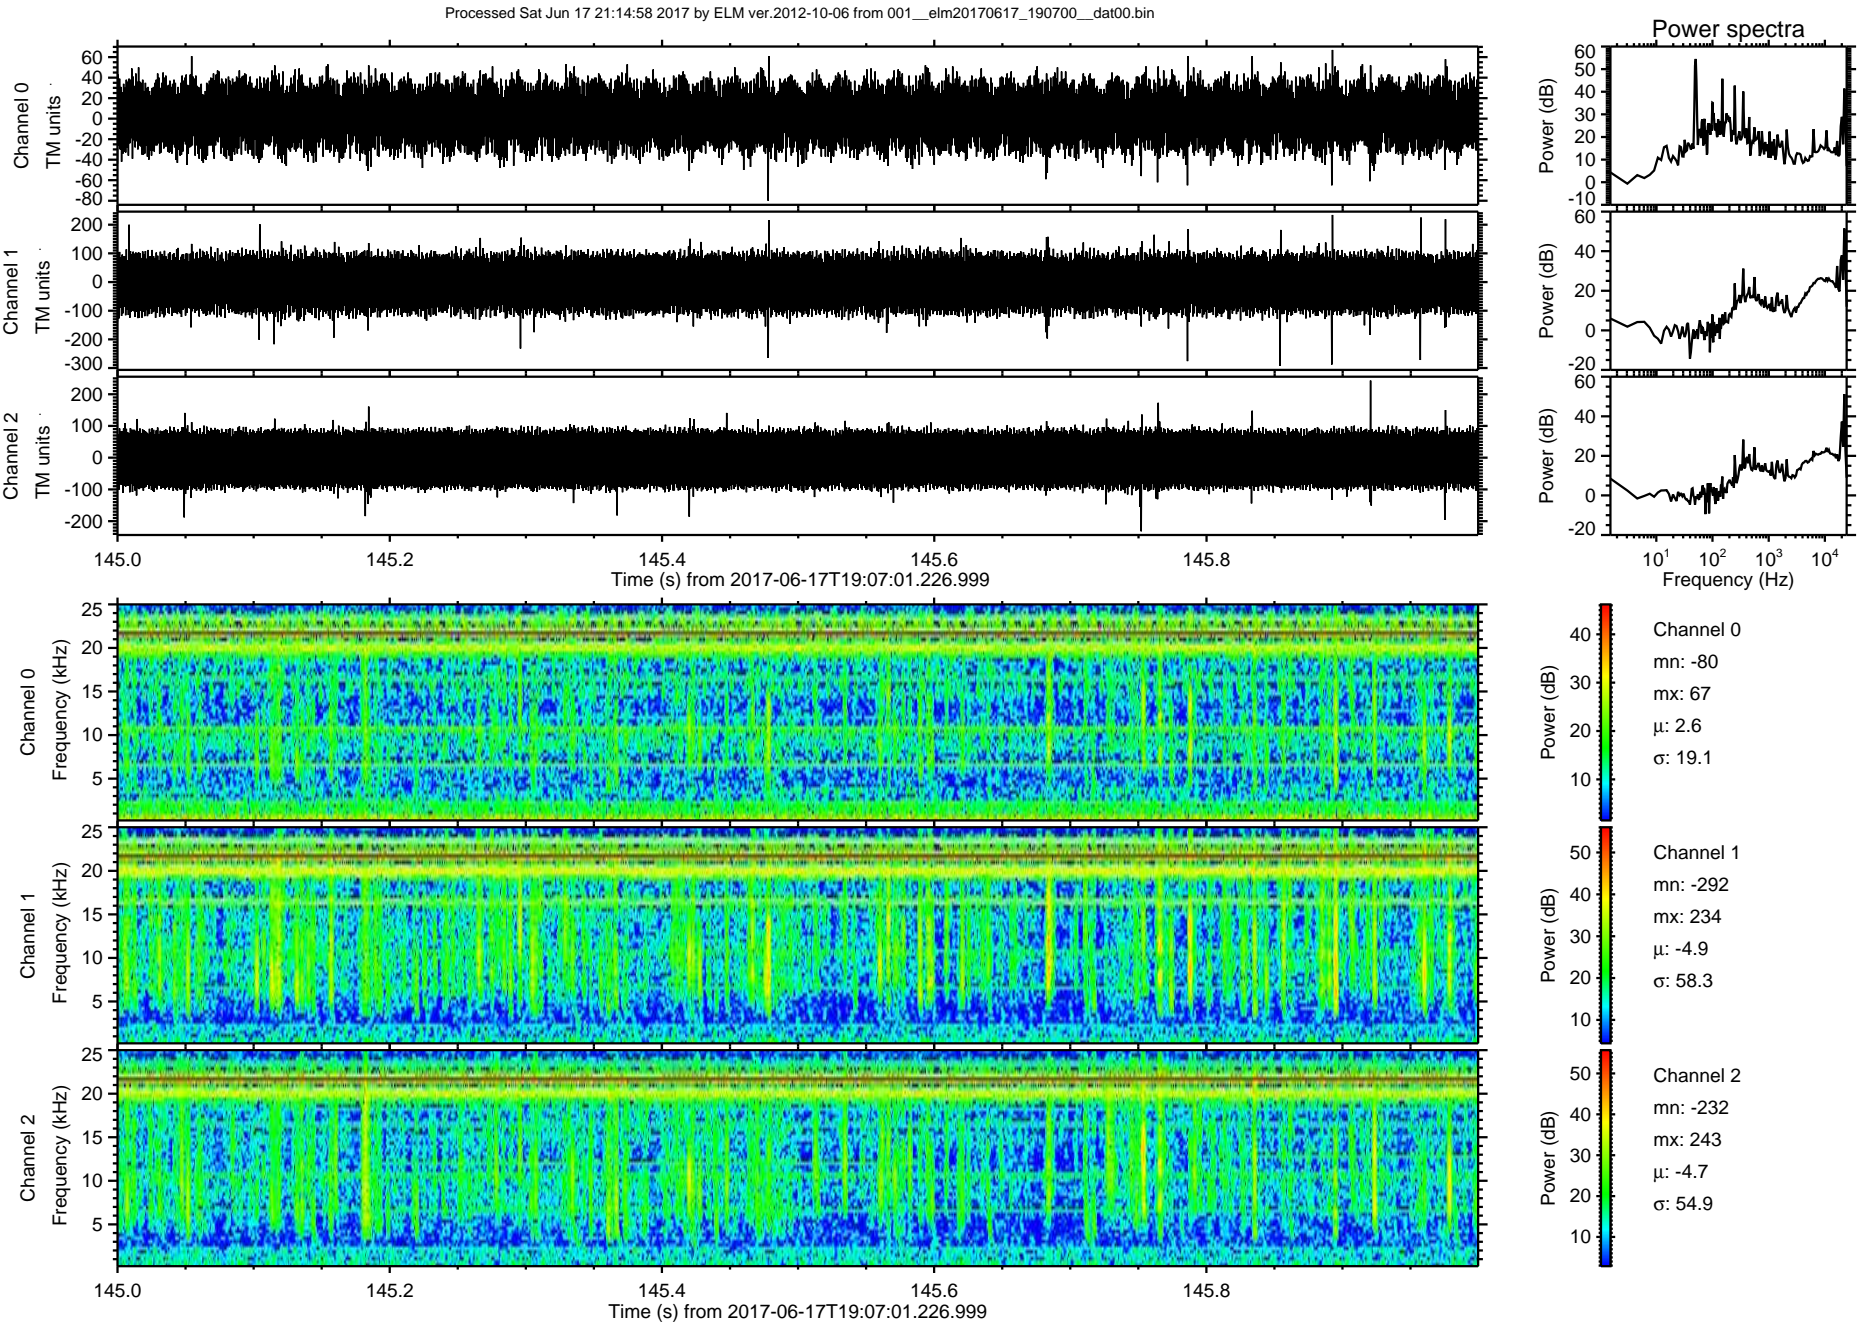 Processed Sat Jun 17 21:14:58 2017 by ELM ver.2012-10-06 from 001__elm20170617_190700__dat00.bin
Power spectra
Channel 0
TM units
60
40
20
0
-20
-40
-60
-80
Power (dB)
60
50
40
30
20
10
0
-10
Channel 1
TM units
200
100
0
-100
-200
-300
Power (dB)
60
40
20
0
-20
Channel 2
TM units
200
100
0
-100
-200
Power (dB)
60
40
20
0
-20
145.0 145.2 145.4 145.6 145.8
Time (s) from 2017-06-17T19:07:01.226.999
10^1 10^2 10^3 10^4
Frequency (Hz)
Channel 0
Frequency (kHz)
25
20
15
10
5
Power (dB)
40
30
20
10
Channel 0
mn: -80
mx: 67
μ: 2.6
σ: 19.1
Channel 1
Frequency (kHz)
25
20
15
10
5
Power (dB)
50
40
30
20
10
Channel 1
mn: -292
mx: 234
μ: -4.9
σ: 58.3
Channel 2
Frequency (kHz)
25
20
15
10
5
Power (dB)
50
40
30
20
10
Channel 2
mn: -232
mx: 243
μ: -4.7
σ: 54.9
145.0 145.2 145.4 145.6 145.8
Time (s) from 2017-06-17T19:07:01.226.999